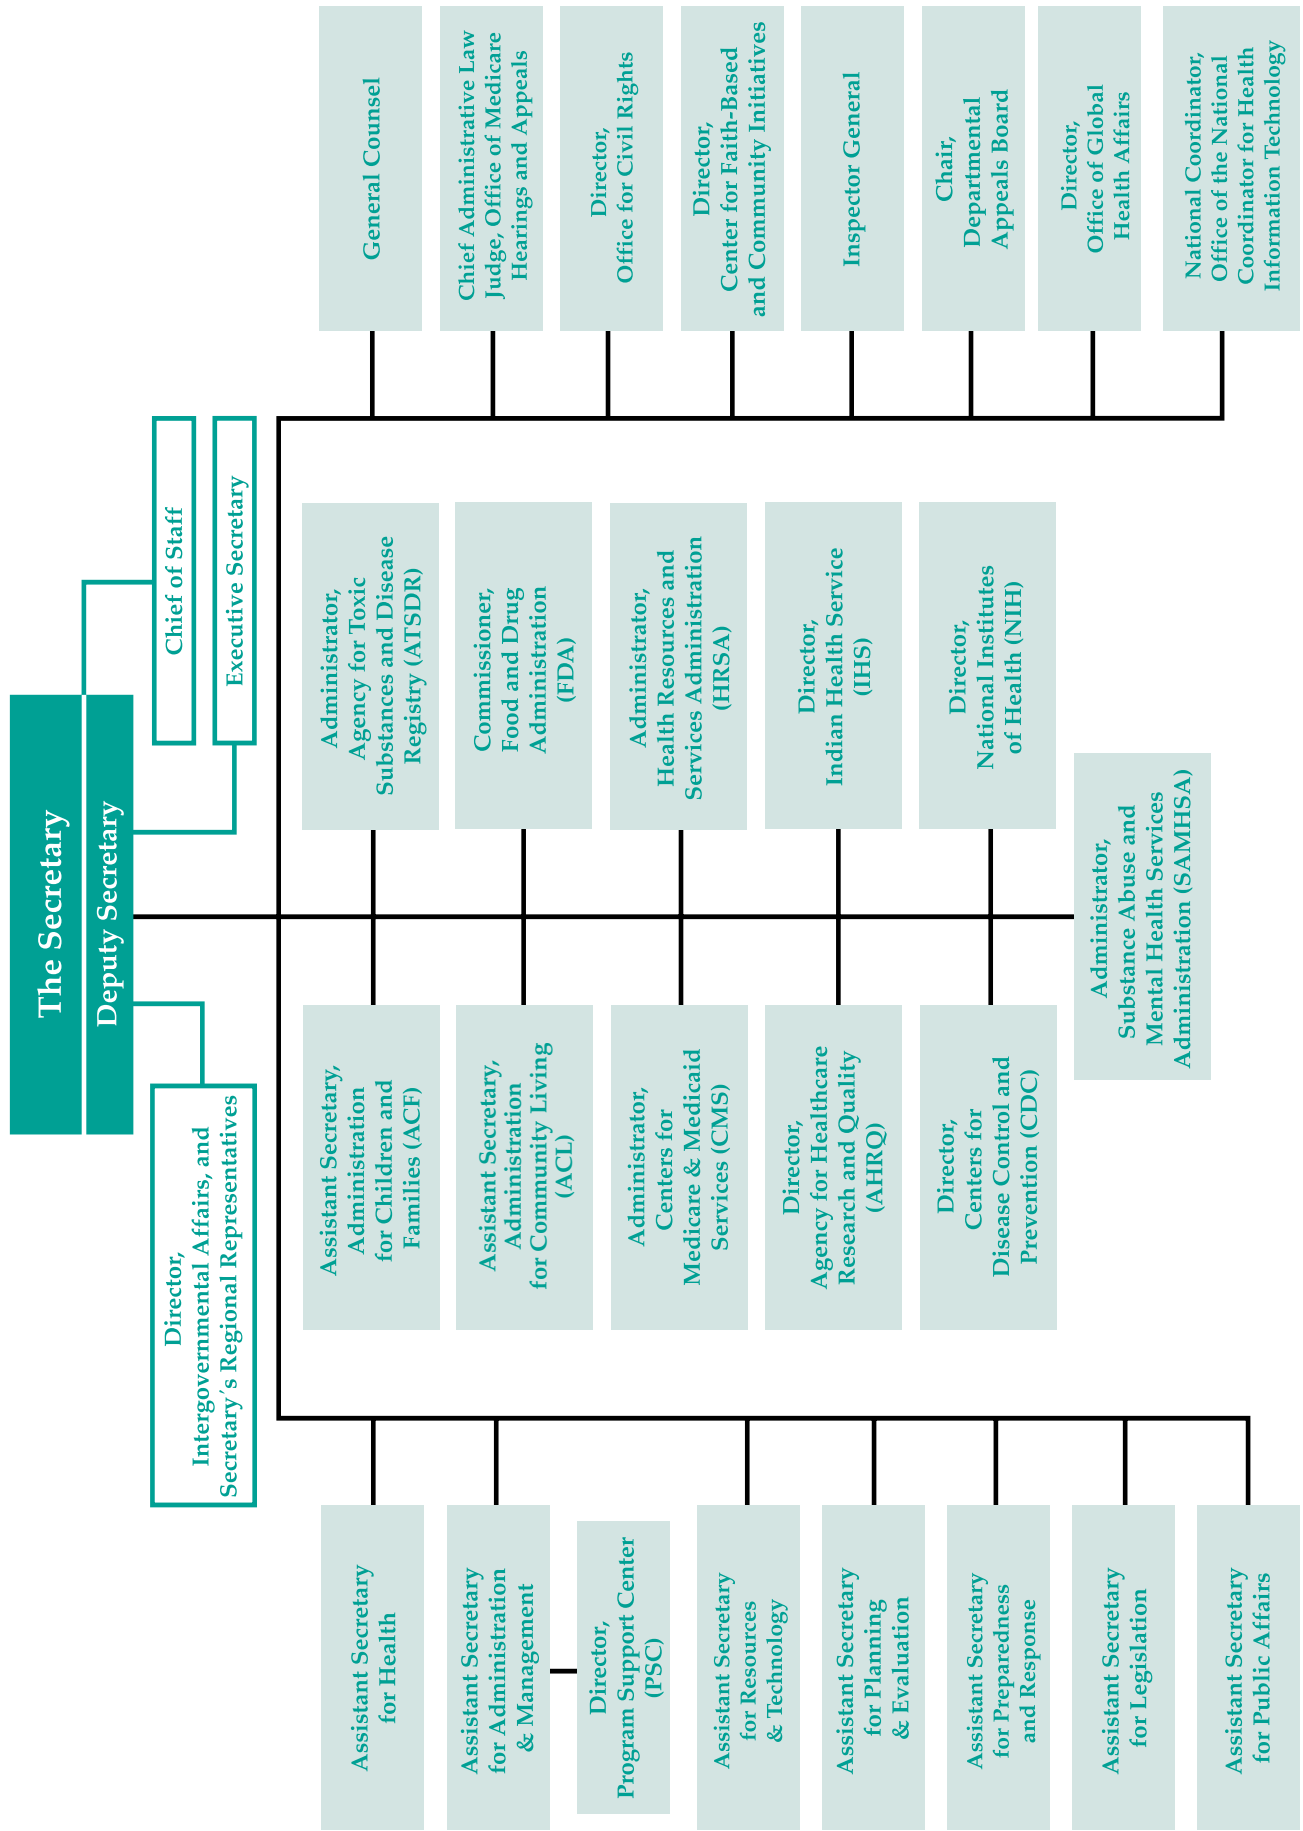 The Secretary
Deputy Secretary
Director,
Intergovernmental Affairs, and
Secretary´s Regional Representatives
Chief of Staff
Executive Secretary
Assistant Secretary
for Health
Assistant Secretary
for Administration
& Management
Director,
Program Support Center
(PSC)
Assistant Secretary
for Resources
& Technology
Assistant Secretary
for Planning
& Evaluation
Assistant Secretary
for Preparedness
and Response
Assistant Secretary
for Legislation
Assistant Secretary
for Public Affairs
Assistant Secretary,
Administration
for Children and
Families (ACF)
Assistant Secretary,
Administration
for Community Living
(ACL)
Administrator,
Centers for
Medicare & Medicaid
Services (CMS)
Director,
Agency for Healthcare
Research and Quality
(AHRQ)
Director,
Centers for
Disease Control and
Prevention (CDC)
Administrator,
Agency for Toxic
Substances and Disease
Registry (ATSDR)
Commissioner,
Food and Drug
Administration
(FDA)
Administrator,
Health Resources and
Services Administration
(HRSA)
Director,
Indian Health Service
(IHS)
Director,
National Institutes
of Health (NIH)
Administrator,
Substance Abuse and
Mental Health Services
Administration (SAMHSA)
General Counsel
Chief Administrative Law
Judge, Office of Medicare
Hearings and Appeals
Director,
Office for Civil Rights
Director,
Center for Faith-Based
and Community Initiatives
Inspector General
Chair,
Departmental
Appeals Board
Director,
Office of Global
Health Affairs
National Coordinator,
Office of the National
Coordinator for Health
Information Technology